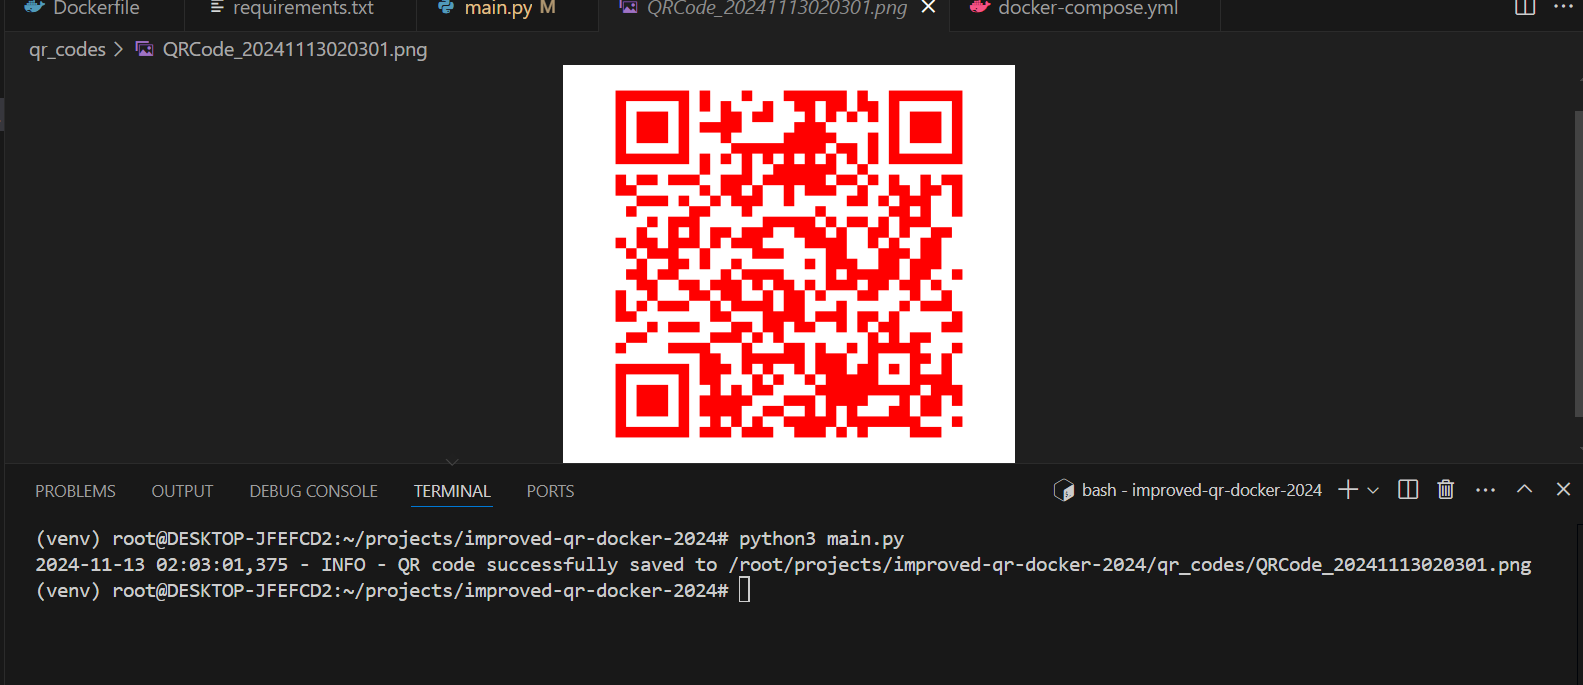 Dockerfile
requirements.txt
main.py M
QRCode_20241113020301.png
docker-compose.yml
qr_codes
QRCode_20241113020301.png
PROBLEMS
OUTPUT
DEBUG CONSOLE
TERMINAL
PORTS
bash - improved-qr-docker-2024
(venv) root@DESKTOP-JFEFCD2:~/projects/improved-qr-docker-2024# python3 main.py
2024-11-13 02:03:01,375 - INFO - QR code successfully saved to /root/projects/improved-qr-docker-2024/qr_codes/QRCode_20241113020301.png
(venv) root@DESKTOP-JFEFCD2:~/projects/improved-qr-docker-2024#